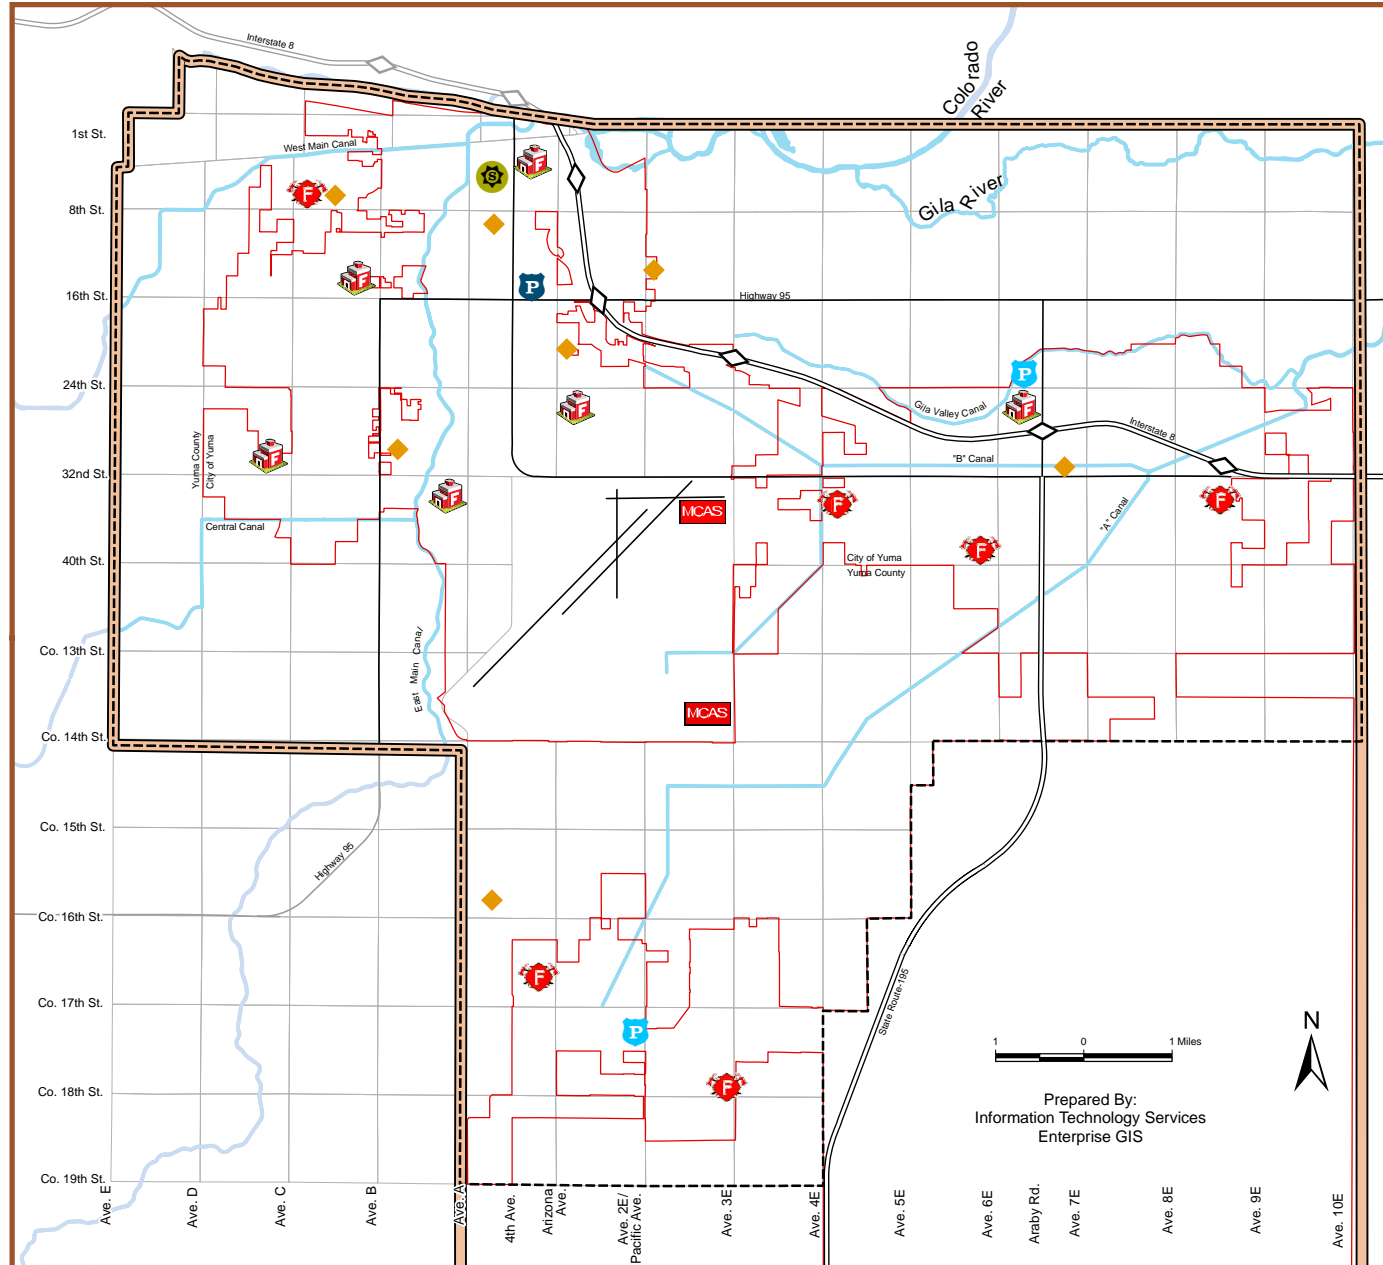 Interstate 8
Colorado
River
1st St.
West Main Canal
F
S
F
8th St.
Gila River
F
P
16th St.
Highway 95
P
24th St.
F
F
Gila Valley Canal
Interstate 8
Yuma County
City of Yuma
F
"B" Canal
32nd St.
F
MCAS
F
F
"A" Canal
Central Canal
F
City of Yuma
Yuma County
40th St.
East Main Canal
Co. 13th St.
MCAS
Co. 14th St.
Co. 15th St.
Highway 95
Co. 16th St.
F
State Route-195
Co. 17th St.
P
N
1 0 1 Miles
F
Co. 18th St.
Prepared By:
Information Technology Services
Enterprise GIS
Co. 19th St.
Ave. E
Ave. D
Ave. C
Ave. B
Ave. A
4th Ave.
Arizona
Ave.
Ave. 2E/
Pacific Ave.
Ave. 3E
Ave. 4E
Ave. 5E
Ave. 6E
Araby Rd.
Ave. 7E
Ave. 8E
Ave. 9E
Ave. 10E